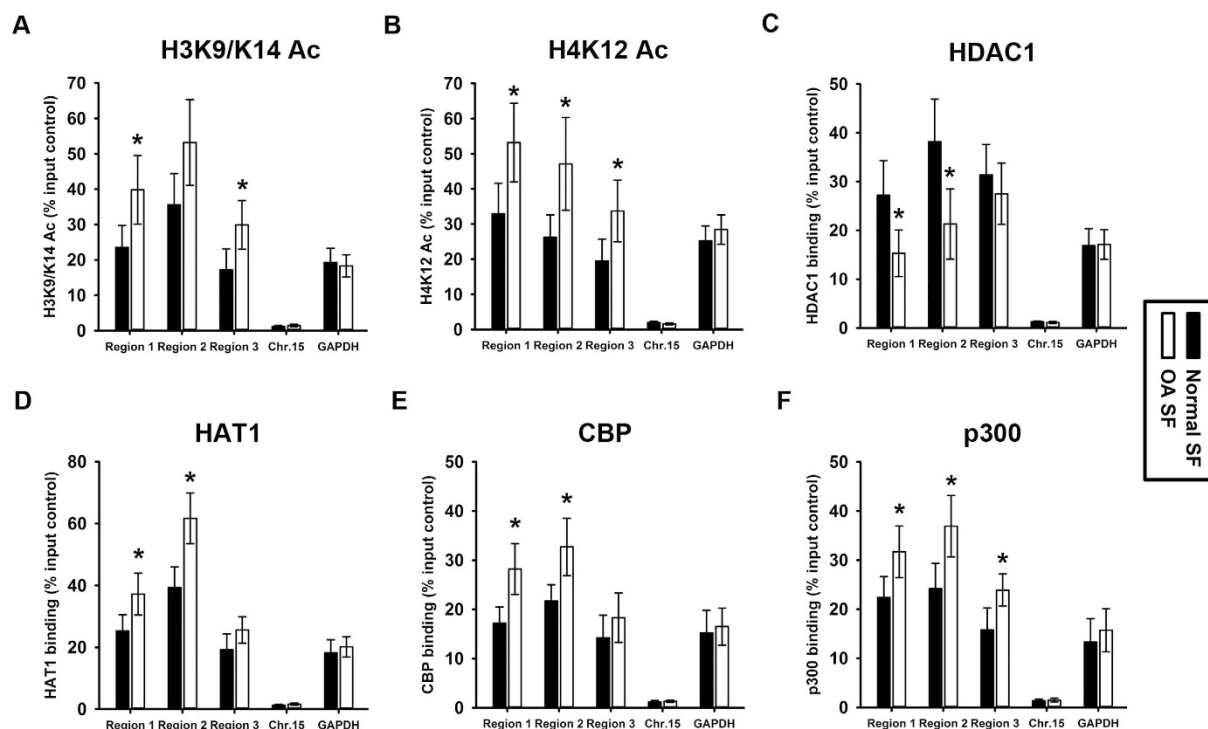 A
H3K9/K14 Ac
H3K9/K14 Ac (% input control)
70
60
50
40
30
20
10
0
*
*
Region 1 Region 2 Region 3 Chr.15 GAPDH
B
H4K12 Ac
H4K12 Ac (% input control)
70
60
50
40
30
20
10
0
*
*
*
Region 1 Region 2 Region 3 Chr.15 GAPDH
C
HDAC1
HDAC1 binding (% input control)
50
40
30
20
10
0
*
*
Region 1 Region 2 Region 3 Chr.15 GAPDH
Normal SF
OA SF
D
HAT1
HAT1 binding (% input control)
80
60
40
20
0
*
*
Region 1 Region 2 Region 3 Chr.15 GAPDH
E
CBP
CBP binding (% input control)
50
40
30
20
10
0
*
*
Region 1 Region 2 Region 3 Chr.15 GAPDH
F
p300
p300 binding (% input control)
50
40
30
20
10
0
*
*
*
Region 1 Region 2 Region 3 Chr.15 GAPDH